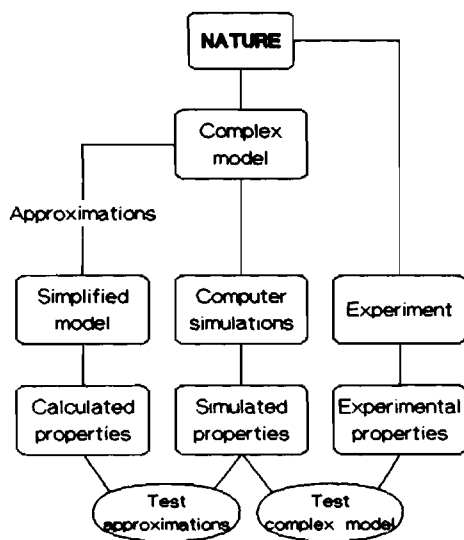 NATURE
Complex
model
Approximations
Simplified
model
Computer
simulations
Experiment
Calculated
properties
Simulated
properties
Experimental
properties
Test
approximations
Test
complex model